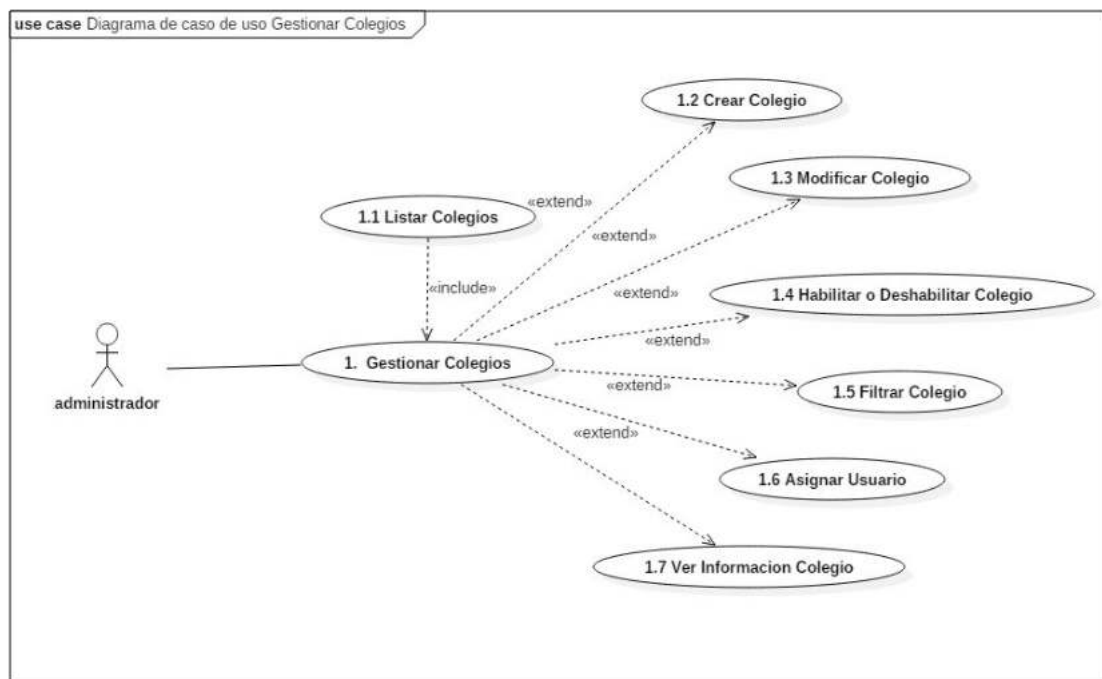 use case Diagrama de caso de uso Gestionar Colegios
1.2 Crear Colegio
1.3 Modificar Colegio
«extend»
1.1 Listar Colegios
«extend»
«include»
«extend»
1.4 Habilitar o Deshabilitar Colegio
«extend»
1. Gestionar Colegios
administrador
«extend»
1.5 Filtrar Colegio
«extend»
1.6 Asignar Usuario
1.7 Ver Informacion Colegio